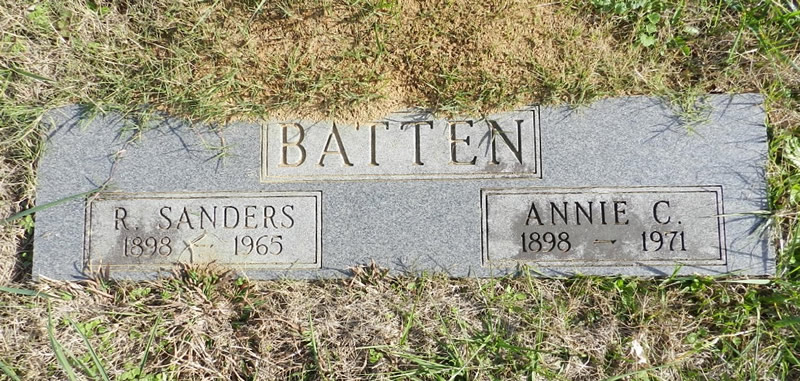 BATTEN
R. SANDERS
1898 – 1965
ANNIE C.
1898 – 1971